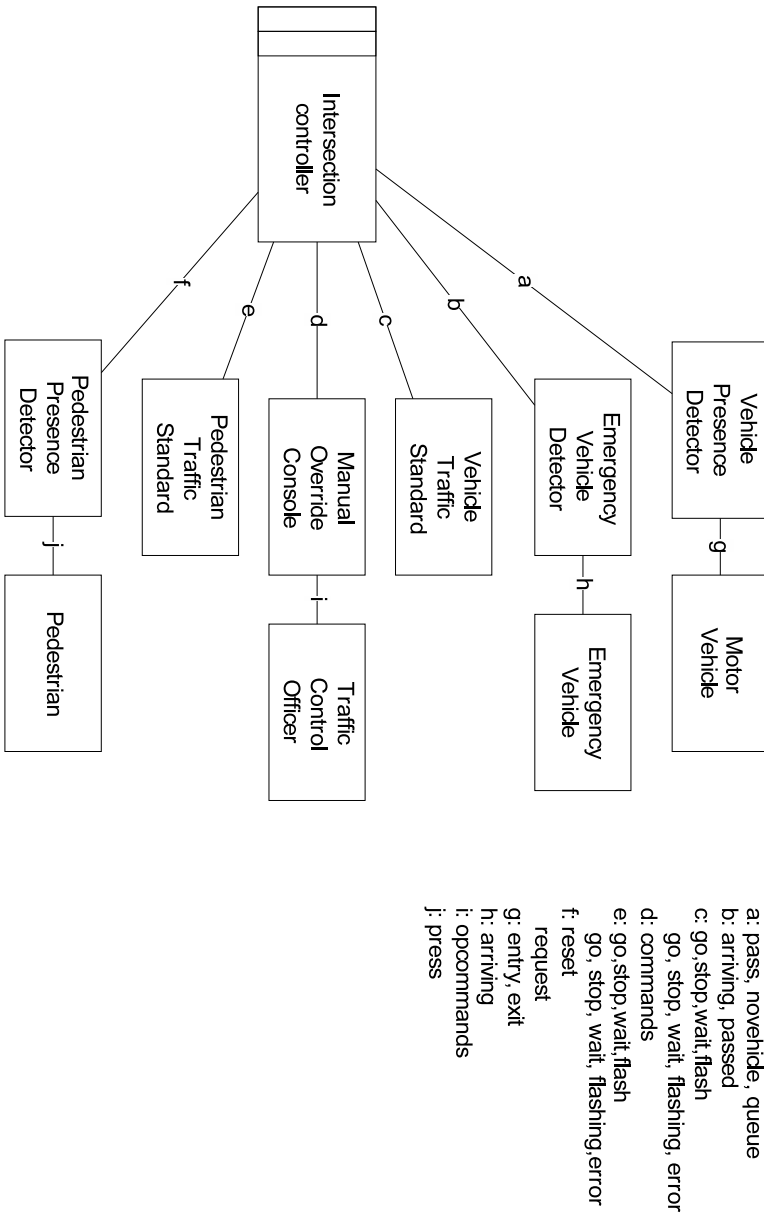 Intersection
controller
a
b
c
d
e
f
Vehicle
Presence
Detector
g
Motor
Vehicle
Emergency
Vehicle
Detector
h
Emergency
Vehicle
Vehicle
Traffic
Standard
Manual
Override
Console
i
Traffic
Control
Officer
Pedestrian
Traffic
Standard
Pedestrian
Presence
Detector
j
Pedestrian
a: pass, novehicle, queue
b: arriving, passed
c: go,stop,wait,flash
go, stop, wait, flashing, error
d: commands
e: go,stop,wait,flash
go, stop, wait, flashing,error
f: reset
request
g: entry, exit
h: arriving
i: opcommands
j: press